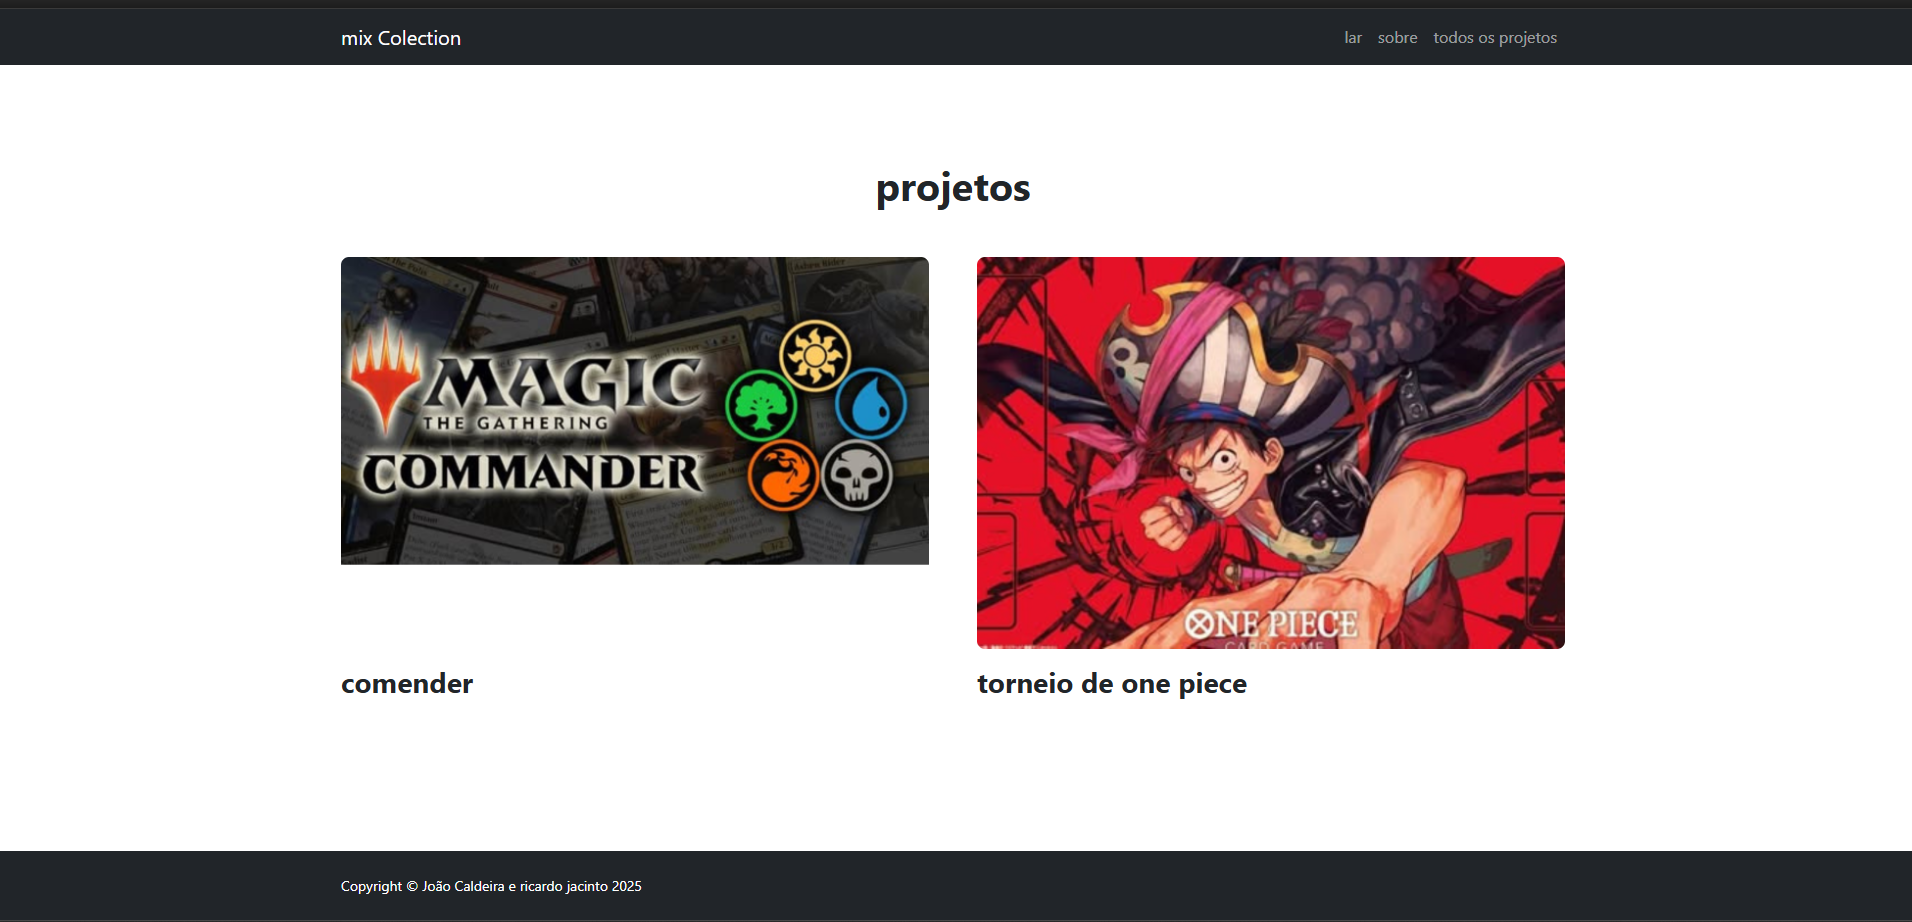 mix Colection
lar sobre todos os projetos
projetos
MAGIC
THE GATHERING
COMMANDER
ONE PIECE
CARD GAME
comender
torneio de one piece
Copyright © João Caldeira e ricardo jacinto 2025